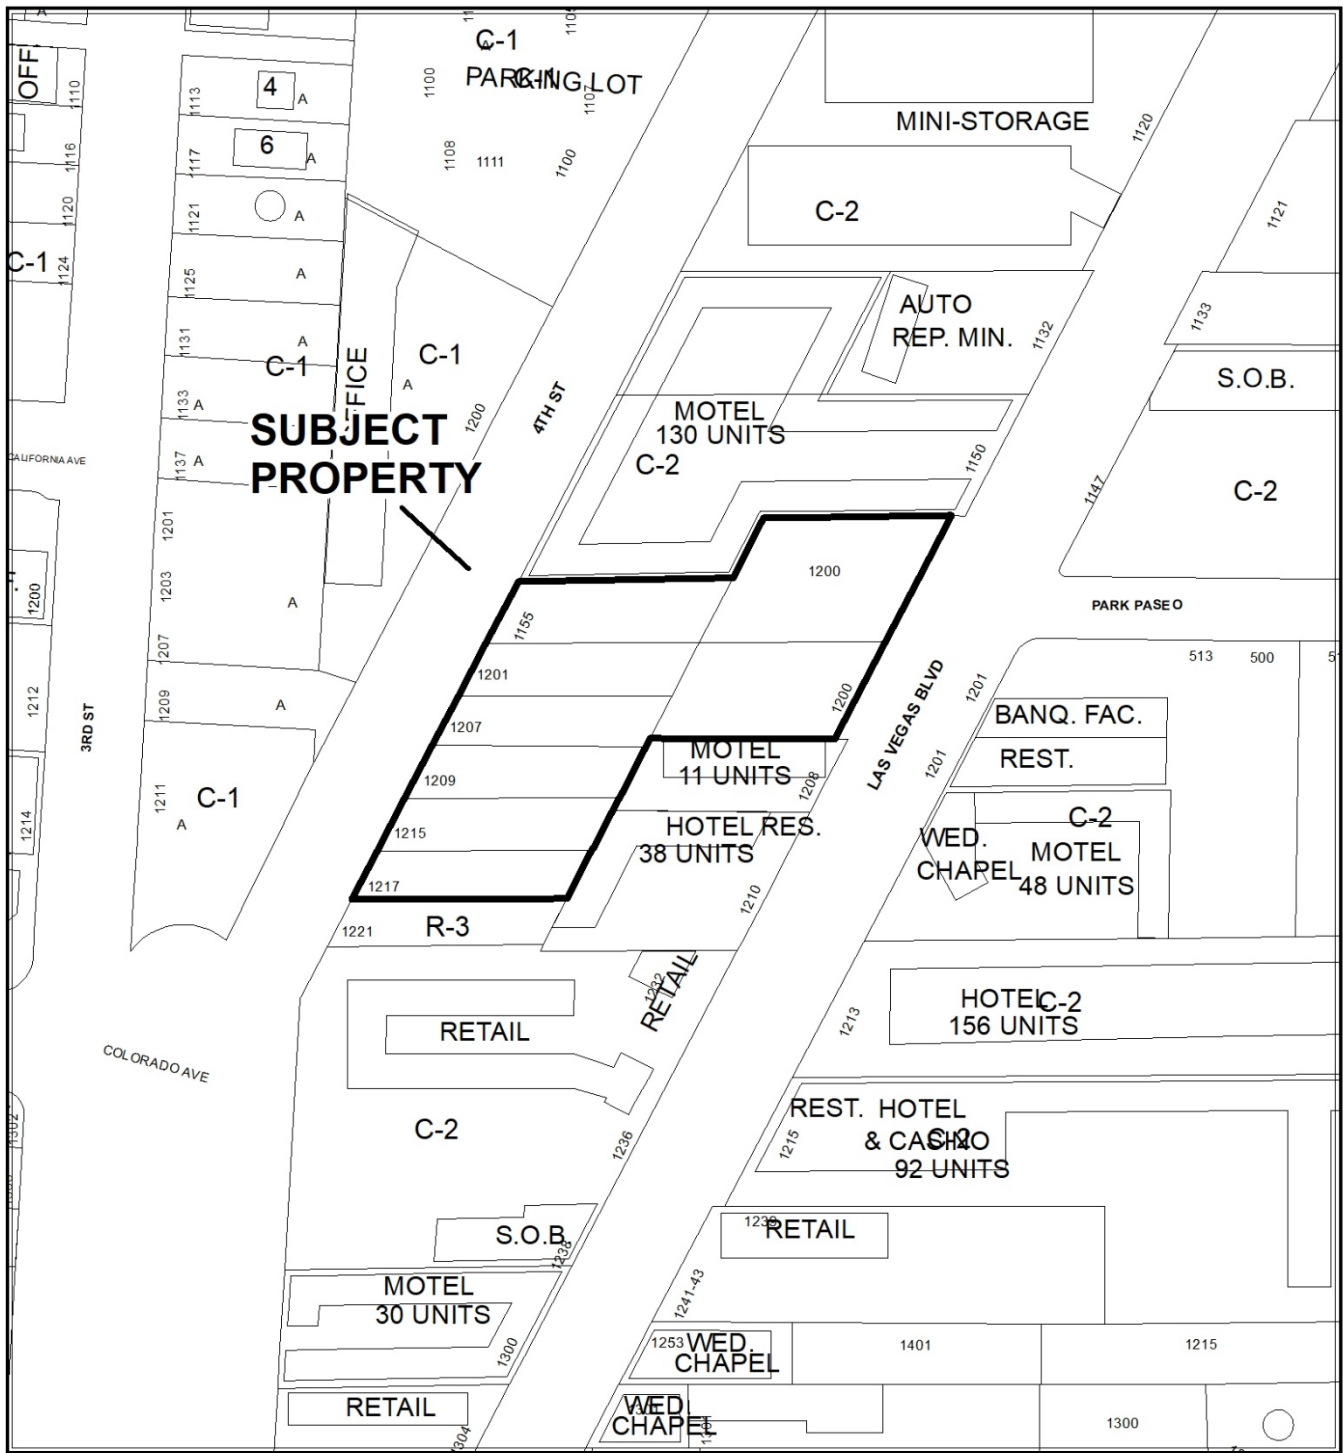 A
OFF.
1110
1116
1120
1124
C-1
4
A
6
A
A
A
A
1113
1117
1121
1125
1131
C-1
1133
A
1137
A
C-1
PARKING LOT
C-1
1100
1107
1108
1111
1100
MINI-STORAGE
1120
C-2
1121
AUTO
REP. MIN.
1132
1133
S.O.B.
C-1
A
1200
4TH ST
MOTEL
130 UNITS
C-2
1150
1147
C-2
SUBJECT
PROPERTY
CALIFORNIA AVE
1201
1203
A
1207
1209
A
1200
1212
1214
3RD ST
1211
C-1
A
1155
1201
1207
1209
1215
1217
1200
1200
PARK PASEO
513
500
LAS VEGAS BLVD
1201
BANQ. FAC.
REST.
1201
MOTEL
11 UNITS
1208
HOTEL RES.
38 UNITS
1210
WED.
CHAPEL
C-2
MOTEL
48 UNITS
1221
R-3
1232
RETAIL
RETAIL
1213
HOTEL
C-2
156 UNITS
COLORADO AVE
C-2
1236
1302
REST.
HOTEL
& CASINO
C-2
92 UNITS
1215
1239
RETAIL
S.O.B.
1238
MOTEL
30 UNITS
1300
1241-43
1253
WED.
CHAPEL
1401
1215
RETAIL
1304
WED.
CHAPEL
1301
1300